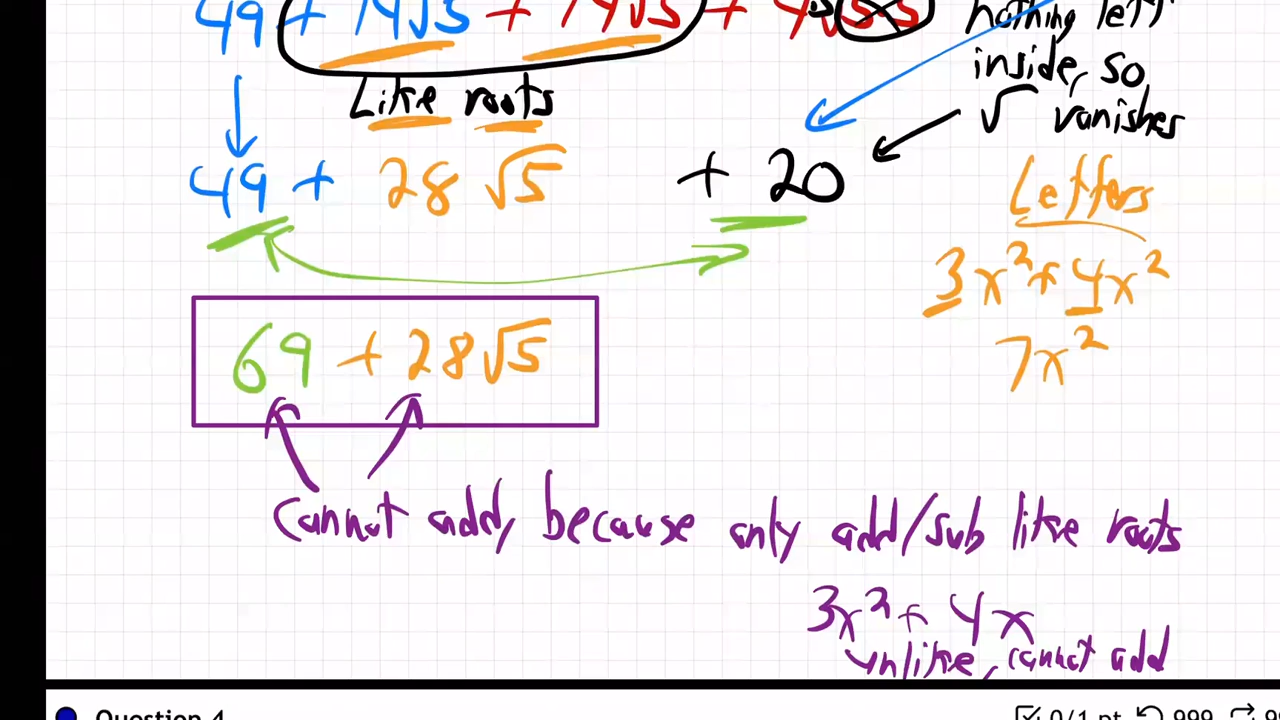 49 + 14√5 + 14√5 + 4√5·5
nothing left
inside, so
√ vanishes
Like roots
49 + 28√5 + 20
Letters
3x² + 4x²
7x²
69 + 28√5
cannot add, because only add/sub like roots
3x² + 4x
unlike, cannot add
Question 4
0/1 pt 999